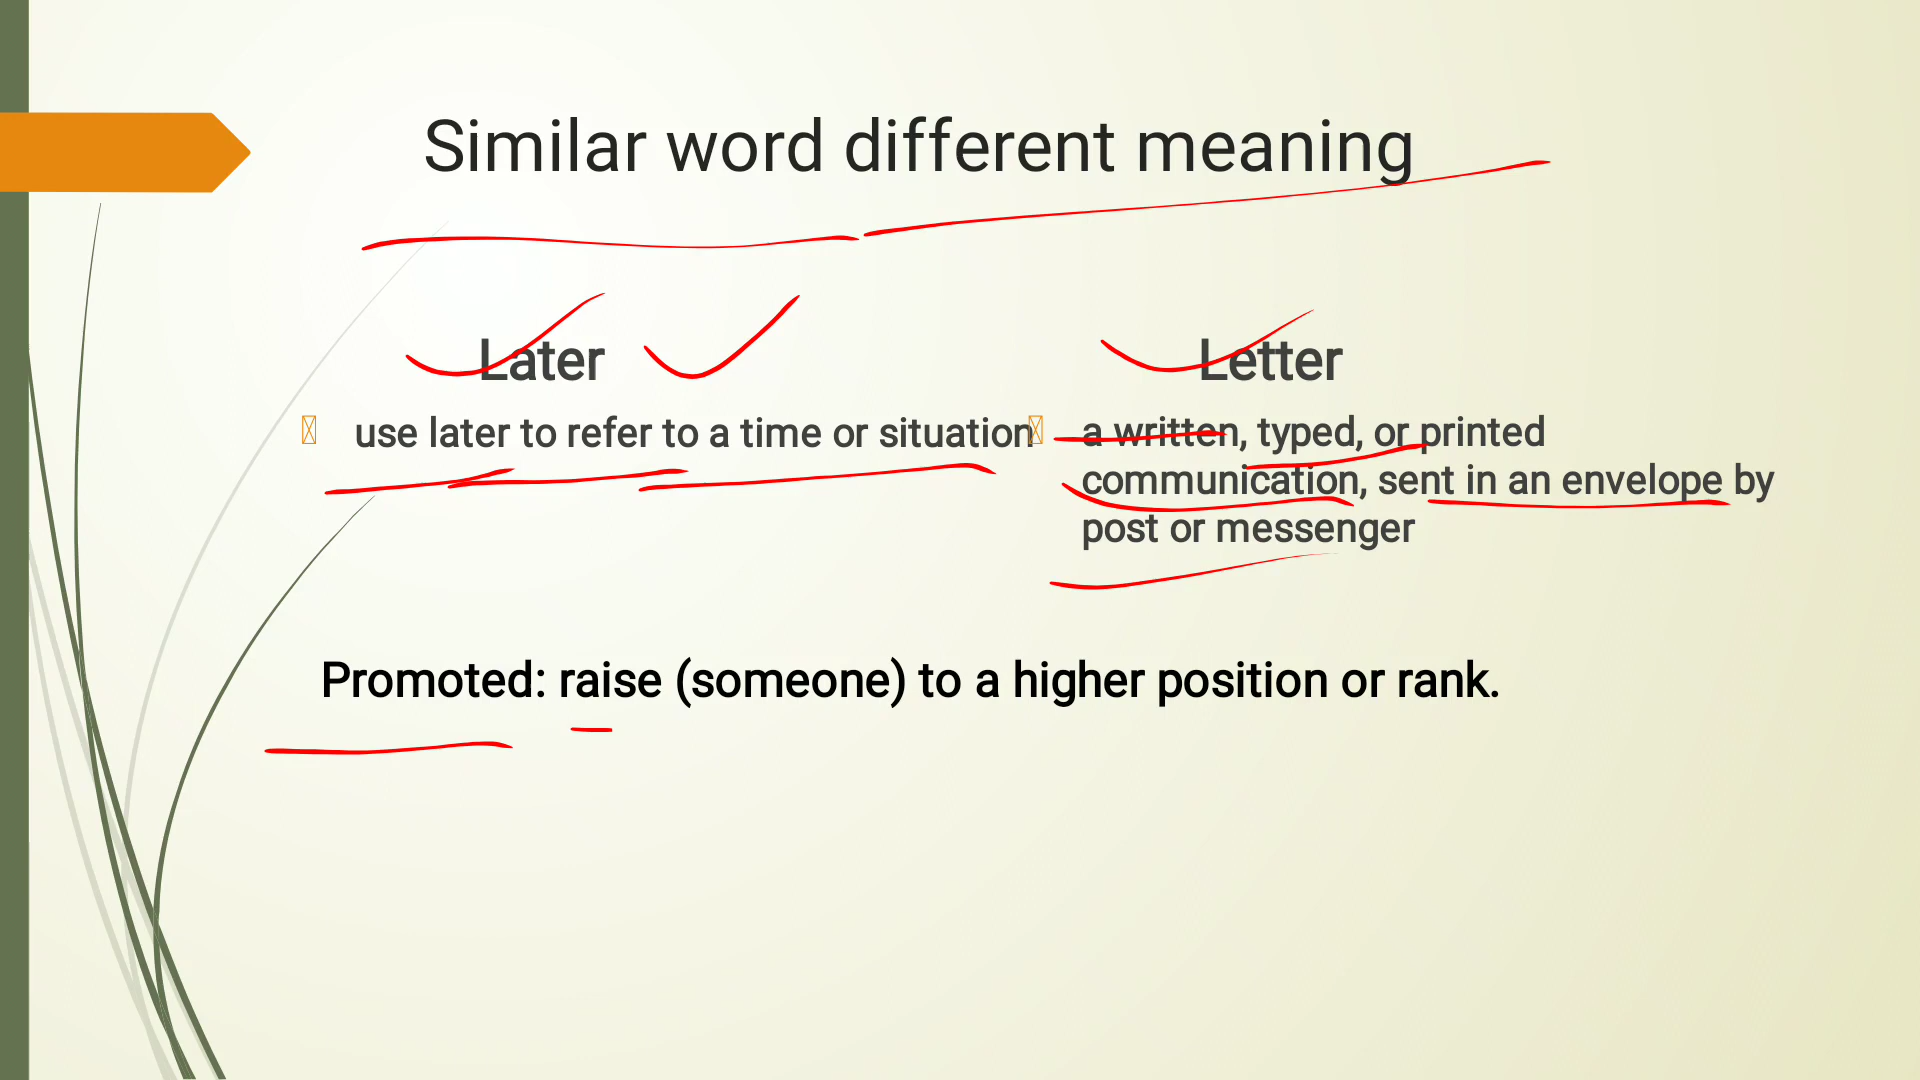 Similar word different meaning
Later
use later to refer to a time or situation
Letter
a written, typed, or printed
communication, sent in an envelope by
post or messenger
Promoted: raise (someone) to a higher position or rank.